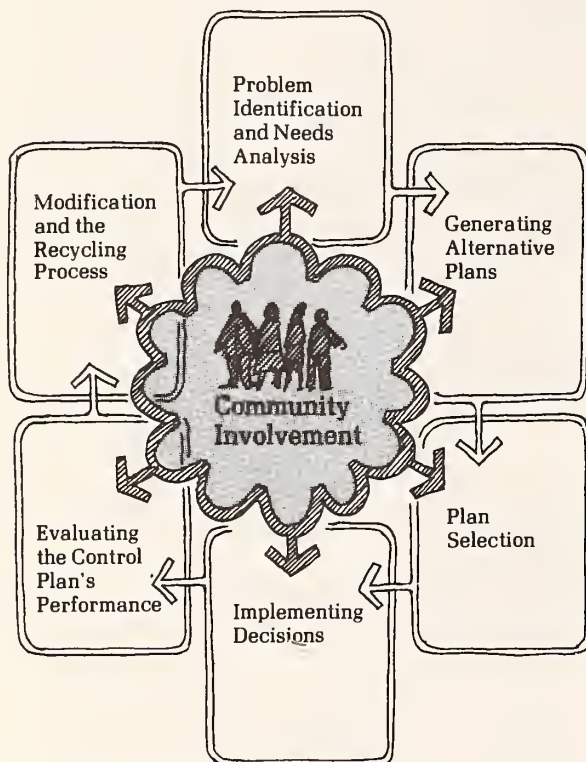 Problem
Identification
and Needs
Analysis
Generating
Alternative
Plans
Plan
Selection
Implementing
Decisions
Evaluating
the Control
Plan's
Performance
Modification
and the
Recycling
Process
Community
Involvement